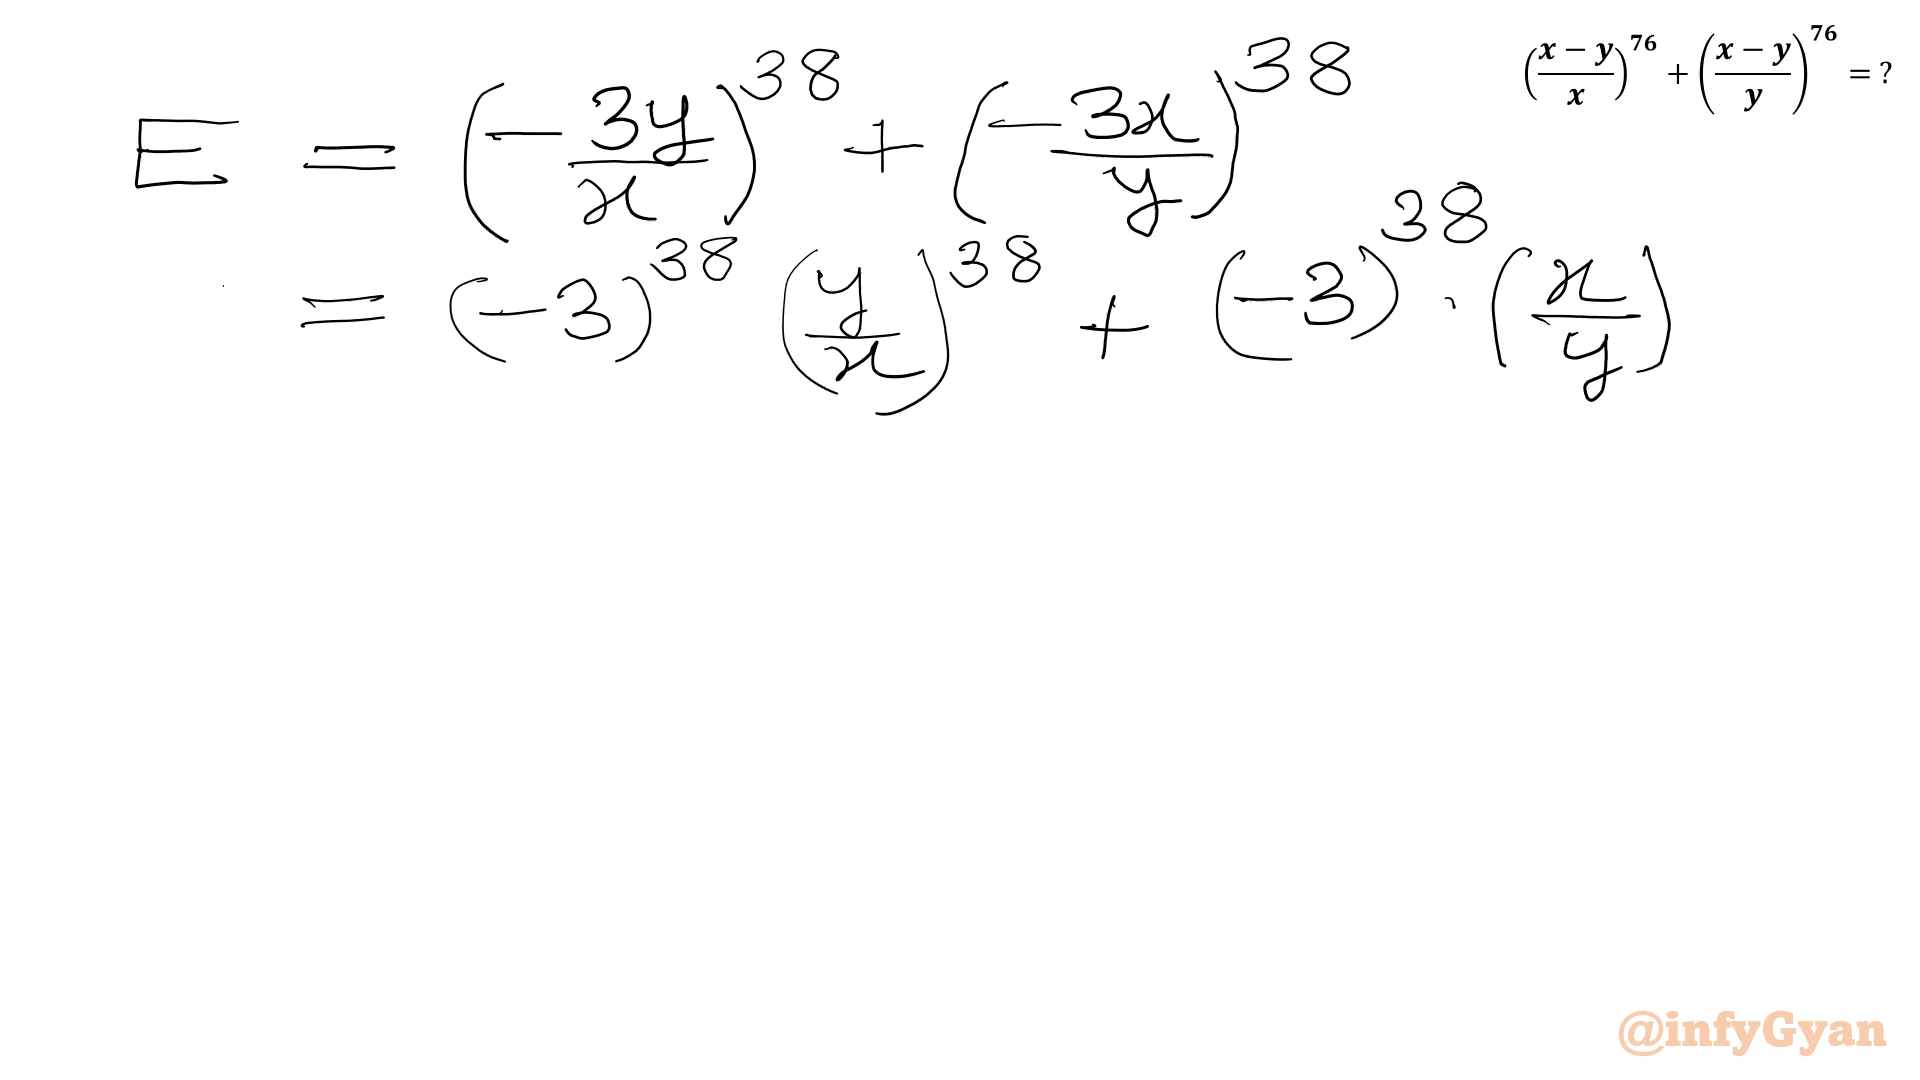 (x − y / x)^76 + (x − y / y)^76 = ?
E = (− 3y / x)^38 + (− 3x / y)^38
= (−3)^38 (y / x)^38 + (−3)^38 · (x / y)
@infyGyan